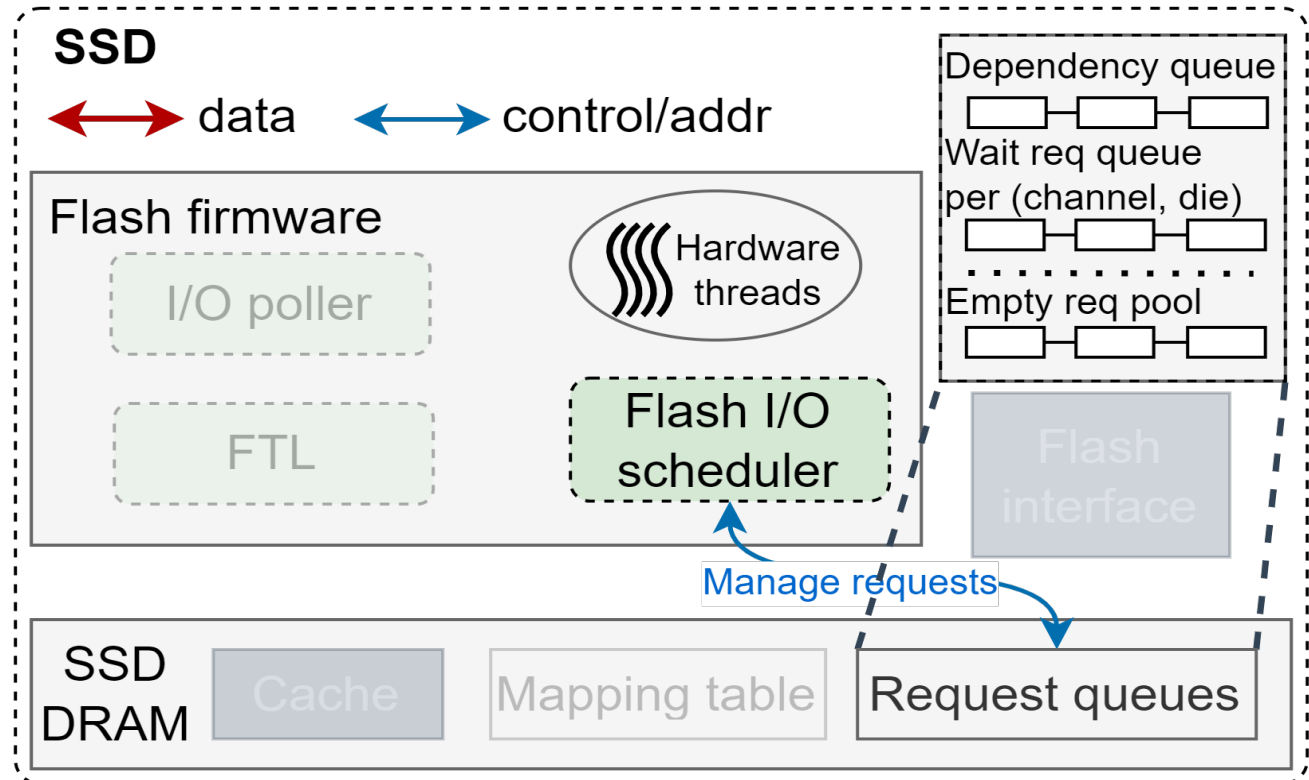 SSD
data
control/addr
Dependency queue
Wait req queue
per (channel, die)
Empty req pool
Flash firmware
I/O poller
Hardware
threads
FTL
Flash I/O
scheduler
Flash
interface
Manage requests
SSD
DRAM
Cache
Mapping table
Request queues